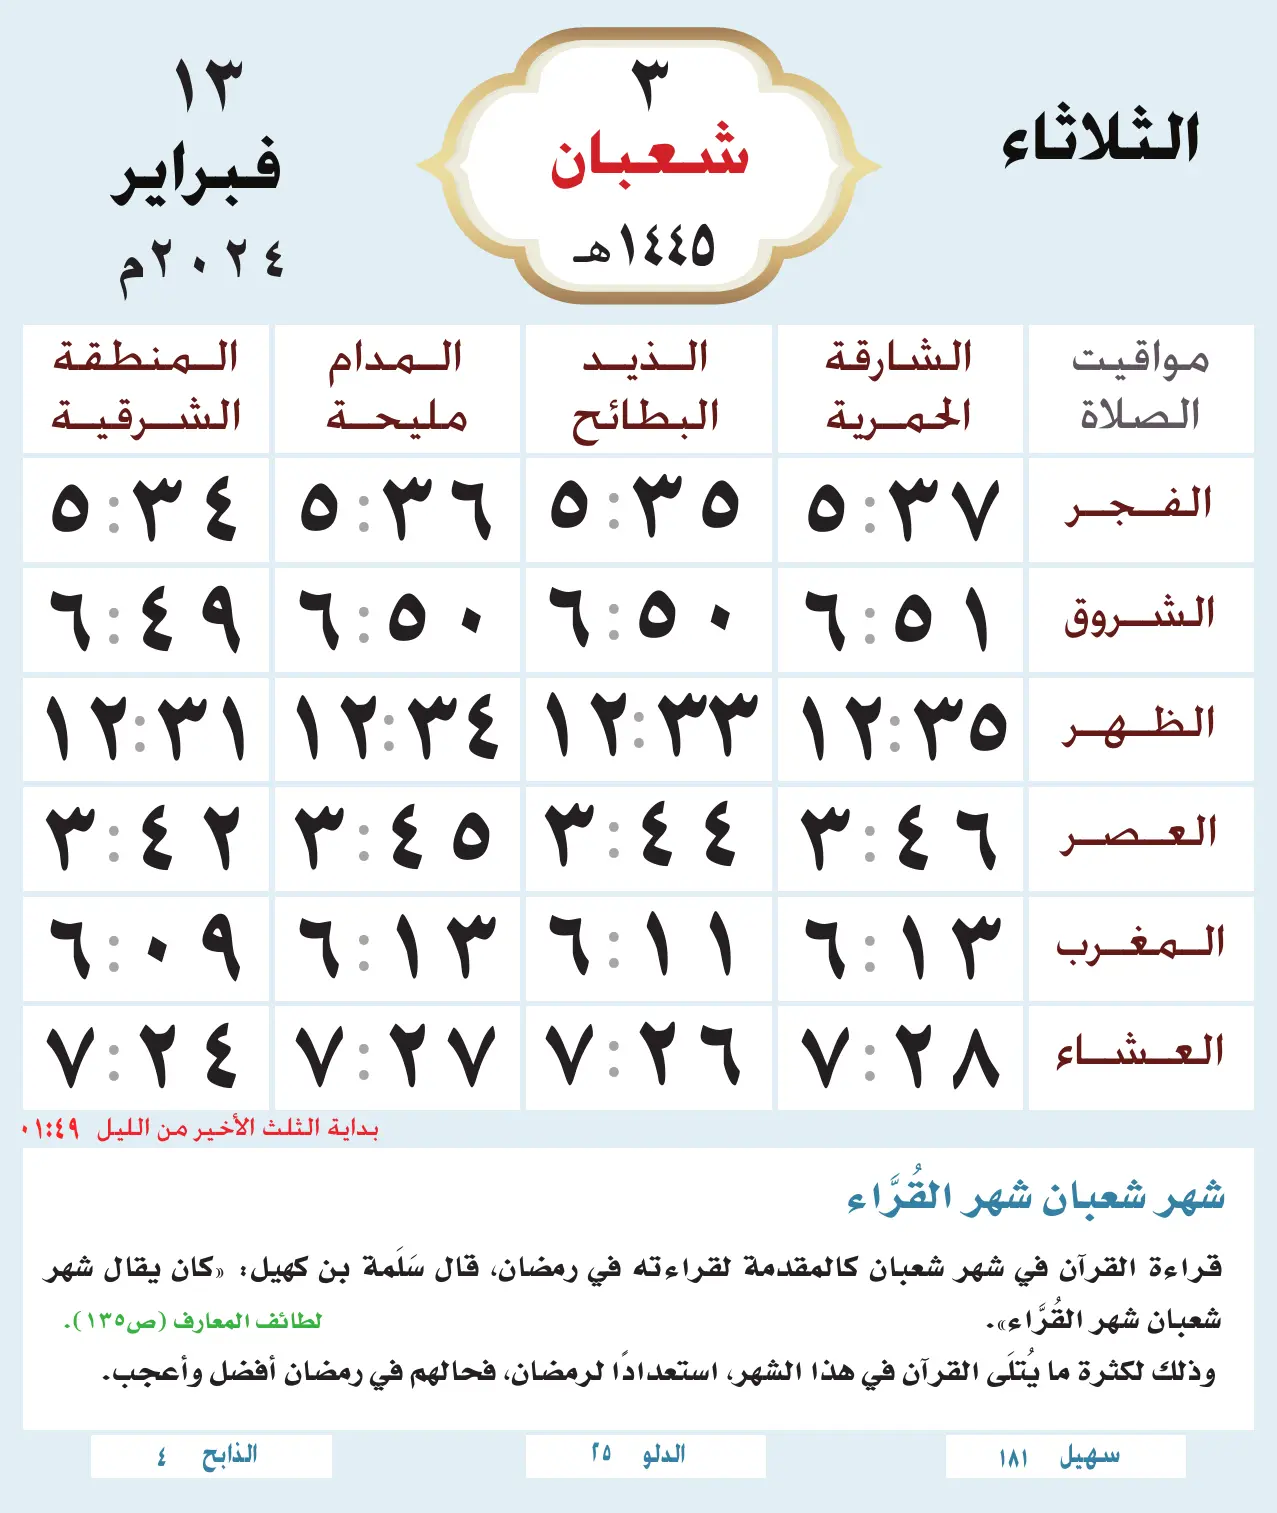 الثلاثاء
٣
شعبان
١٤٤٥هـ
١٣
فبراير
٢٠٢٤م
مواقيت الصلاة
الشارقة الحمرية
الذيد البطائح
المدام مليحة
المنطقة الشرقية
الفجر ٥:٣٧ ٥:٣٥ ٥:٣٦ ٥:٣٤
الشروق ٦:٥١ ٦:٥٠ ٦:٥٠ ٦:٤٩
الظهر ١٢:٣٥ ١٢:٣٣ ١٢:٣٤ ١٢:٣١
العصر ٣:٤٦ ٣:٤٤ ٣:٤٥ ٣:٤٢
المغرب ٦:١٣ ٦:١١ ٦:١٣ ٦:٠٩
العشاء ٧:٢٨ ٧:٢٦ ٧:٢٧ ٧:٢٤
بداية الثلث الأخير من الليل ٠١:٤٩
شهر شعبان شهر القُرَّاء
قراءة القرآن في شهر شعبان كالمقدمة لقراءته في رمضان، قال سَلَمة بن كهيل: «كان يقال شهر
شعبان شهر القُرَّاء». لطائف المعارف (ص١٣٥).
وذلك لكثرة ما يُتلَى القرآن في هذا الشهر، استعدادًا لرمضان، فحالهم في رمضان أفضل وأعجب.
سهيل ١٨١
الدلو ٢٥
الذابح ٤